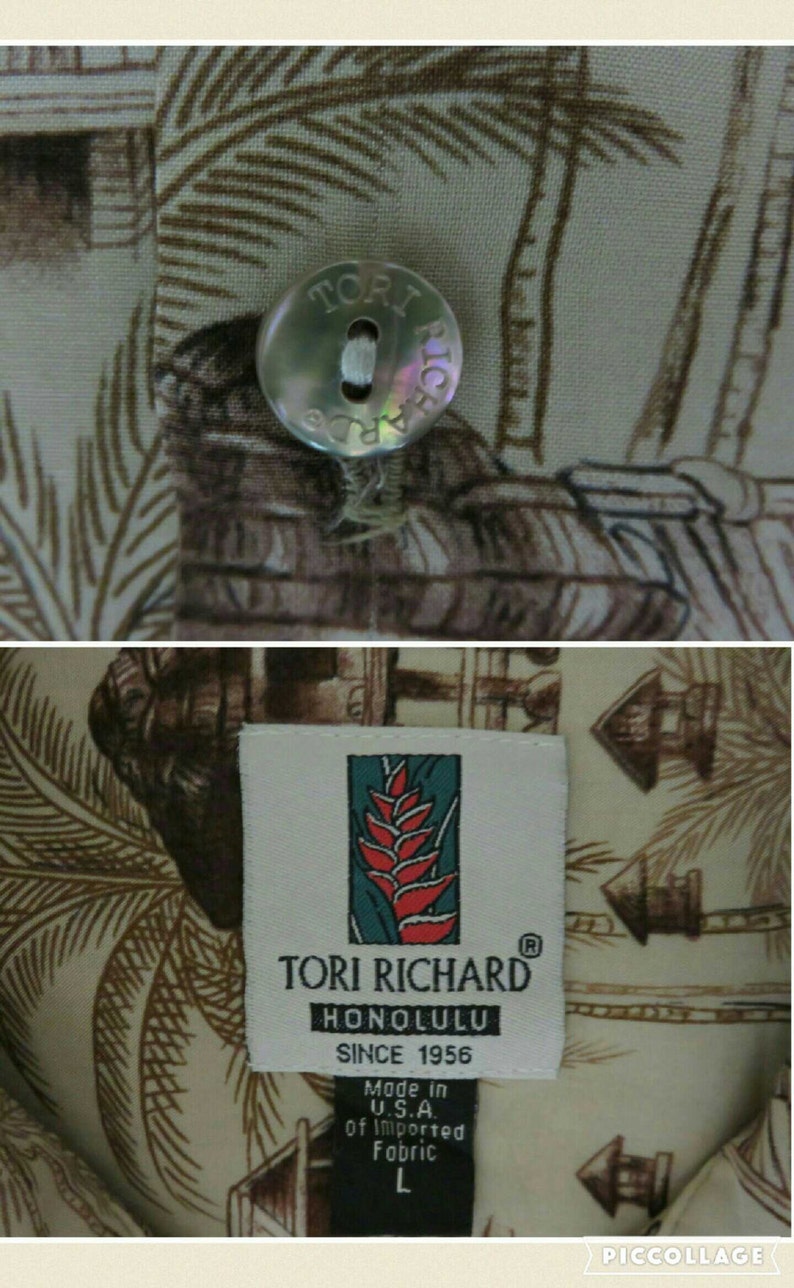 TORI RICHARD®
TORI RICHARD®
HONOLULU
SINCE 1956
Made in
U.S.A.
of Imported
Fabric
L
PICCOLLAGE